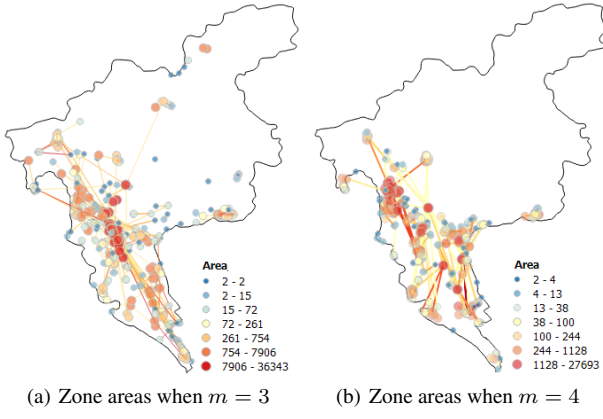 Area
2 - 2
2 - 15
15 - 72
72 - 261
261 - 754
754 - 7906
7906 - 36343
(a) Zone areas when m = 3
Area
2 - 4
4 - 13
13 - 38
38 - 100
100 - 244
244 - 1128
1128 - 27693
(b) Zone areas when m = 4